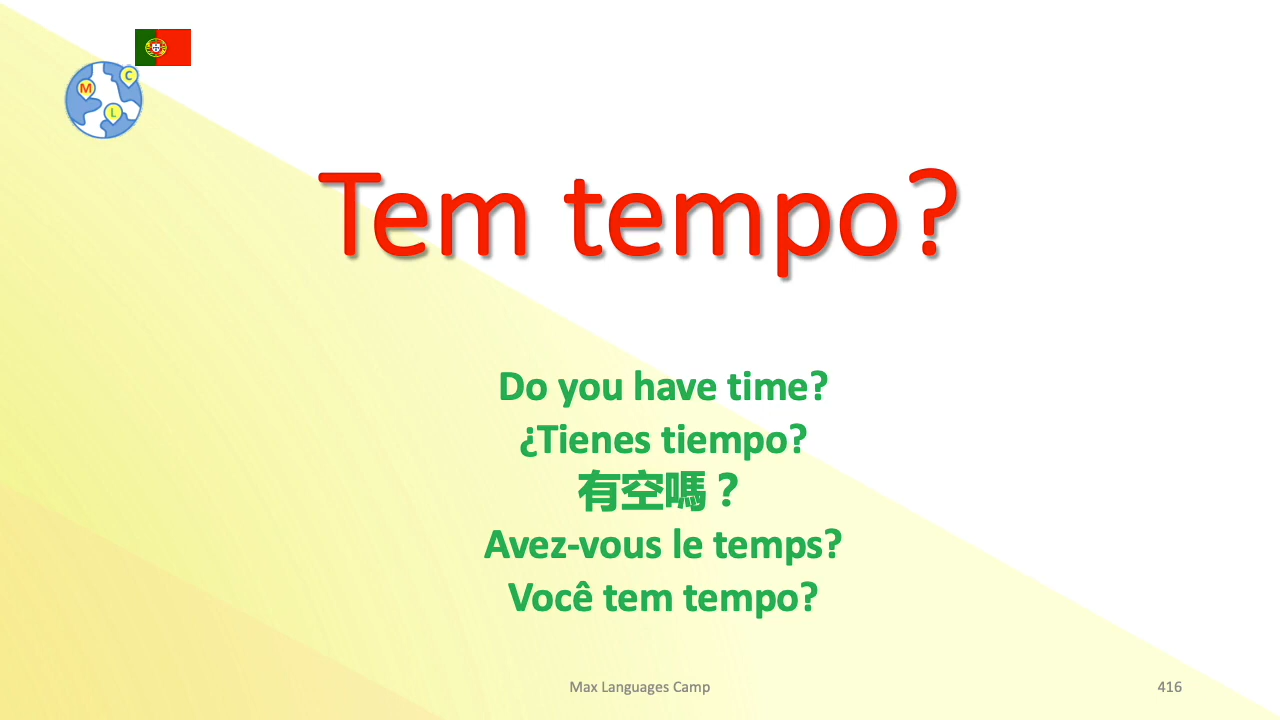 M
C
L
Tem tempo?
Do you have time?
¿Tienes tiempo?
有空嗎？
Avez-vous le temps?
Você tem tempo?
Max Languages Camp
416